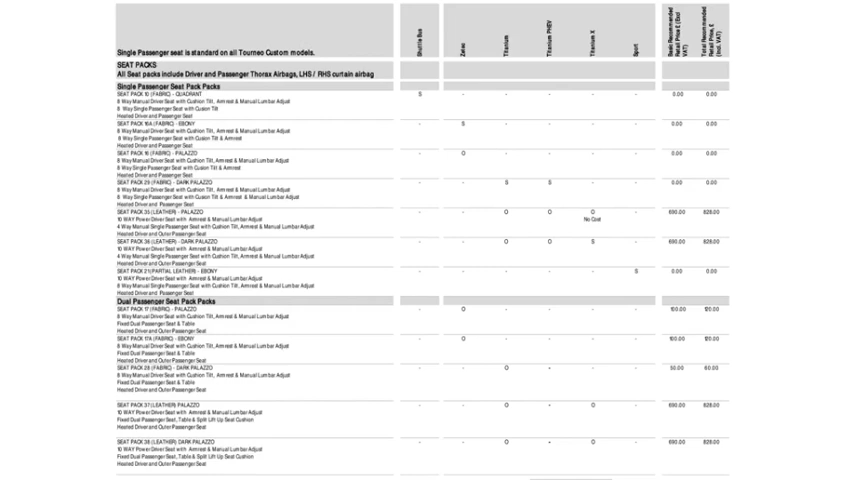 Single Passenger seat is standard on all Tourneo Custom models. Shuttle Bus Zetec Titanium Titanium PHEV Titanium X Sport Basic Recommended Retail Price £ (Excl VAT) Total Recommended Retail Price, £ (Incl. VAT)
SEAT PACKS
All Seat packs include Driver and Passenger Thorax Airbags, LHS / RHS curtain airbag
Single Passenger Seat Pack Packs
SEAT PACK 10 (FABRIC) - QUADRANT S - - - - - 0.00 0.00
8 Way Manual Driver Seat with Cushion Tilt, Armrest & Manual Lumbar Adjust
8 Way Single Passenger Seat with Cusion Tilt
Heated Driver and Passenger Seat
SEAT PACK 16A (FABRIC) - EBONY - S - - - - 0.00 0.00
8 Way Manual Driver Seat with Cushion Tilt, Armrest & Manual Lumbar Adjust
8 Way Single Passenger Seat with Cusion Tilt & Armrest
Heated Driver and Passenger Seat
SEAT PACK 16 (FABRIC) - PALAZZO - O - - - - 0.00 0.00
8 Way Manual Driver Seat with Cushion Tilt, Armrest & Manual Lumbar Adjust
8 Way Single Passenger Seat with Cusion Tilt & Armrest
Heated Driver and Passenger Seat
SEAT PACK 29 (FABRIC) - DARK PALAZZO - - S S - - 0.00 0.00
8 Way Manual Driver Seat with Cushion Tilt, Armrest & Manual Lumbar Adjust
8 Way Single Passenger Seat with Cusion Tilt & Armrest & Manual Lumbar Adjust
Heated Driver and Passenger Seat
SEAT PACK 35 (LEATHER) - PALAZZO - - O O O - 690.00 828.00
10 WAY Power Driver Seat with Armrest & Manual Lumbar Adjust No Cost
4 Way Manual Single Passenger Seat with Cushion Tilt, Armrest & Manual Lumbar Adjust
Heated Driver and Outer Passenger Seat
SEAT PACK 36 (LEATHER) - DARK PALAZZO - - O O S - 690.00 828.00
10 WAY Power Driver Seat with Armrest & Manual Lumbar Adjust
4 Way Manual Single Passenger Seat with Cushion Tilt, Armrest & Manual Lumbar Adjust
Heated Driver and Outer Passenger Seat
SEAT PACK 21 (PARTIAL LEATHER) - EBONY - - - - - S 0.00 0.00
10 WAY Power Driver Seat with Armrest & Manual Lumbar Adjust
8 Way Manual Single Passenger Seat with Cushion Tilt, Armrest & Manual Lumbar Adjust
Heated Driver and Passenger Seat
Dual Passenger Seat Pack Packs
SEAT PACK 17 (FABRIC) - PALAZZO - O - - - - 100.00 120.00
8 Way Manual Driver Seat with Cushion Tilt, Armrest & Manual Lumbar Adjust
Fixed Dual Passenger Seat & Table
Heated Driver and Outer Passenger Seat
SEAT PACK 17A (FABRIC) - EBONY - O - - - - 100.00 120.00
8 Way Manual Driver Seat with Cushion Tilt, Armrest & Manual Lumbar Adjust
Fixed Dual Passenger Seat & Table
Heated Driver and Outer Passenger Seat
SEAT PACK 28 (FABRIC) - DARK PALAZZO - - O - - - 50.00 60.00
8 Way Manual Driver Seat with Cushion Tilt, Armrest & Manual Lumbar Adjust
Fixed Dual Passenger Seat & Table
Heated Driver and Outer Passenger Seat
SEAT PACK 37 (LEATHER) PALAZZO - - O - O - 690.00 828.00
10 WAY Power Driver Seat with Armrest & Manual Lumbar Adjust
Fixed Dual Passenger Seat, Table & Split Lift Up Seat Cushion
Heated Driver and Outer Passenger Seat
SEAT PACK 38 (LEATHER) DARK PALAZZO - - O - O - 690.00 828.00
10 WAY Power Driver Seat with Armrest & Manual Lumbar Adjust
Fixed Dual Passenger Seat, Table & Split Lift Up Seat Cushion
Heated Driver and Outer Passenger Seat